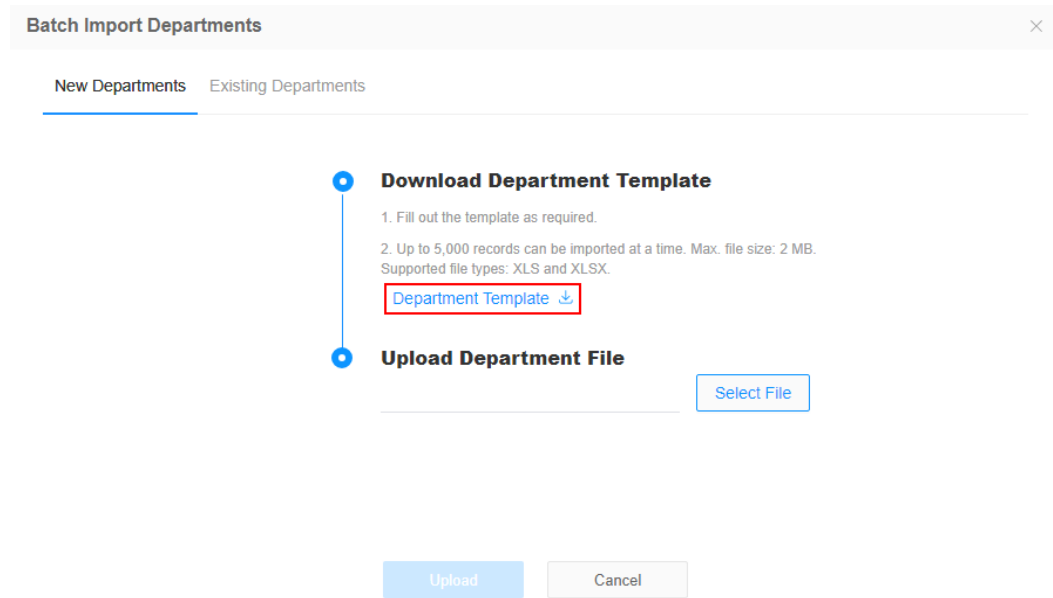 Batch Import Departments
New Departments Existing Departments
Download Department Template
1. Fill out the template as required.
2. Up to 5,000 records can be imported at a time. Max. file size: 2 MB.
Supported file types: XLS and XLSX.
Department Template
Upload Department File
Select File
Upload Cancel